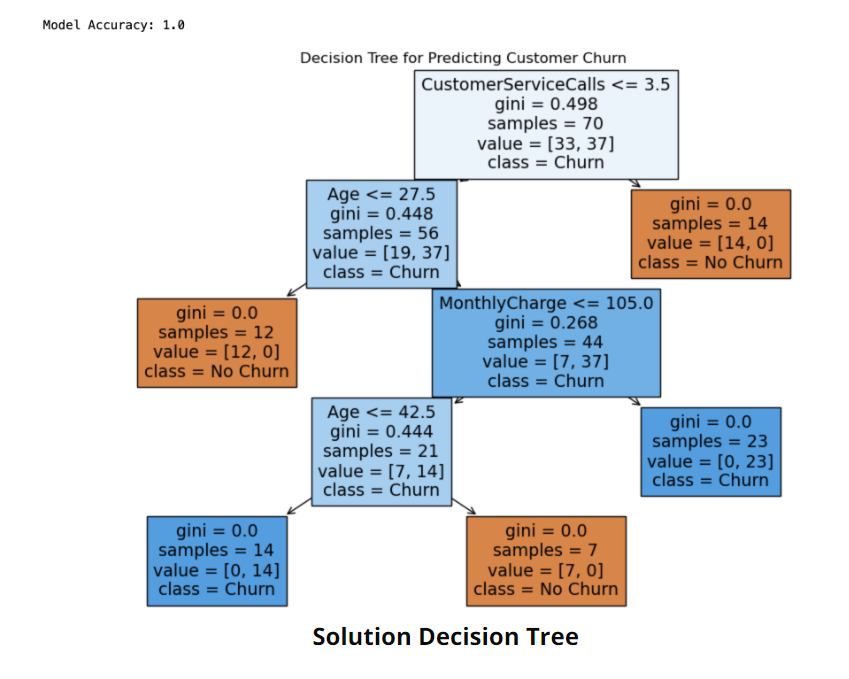 Model Accuracy: 1.0
Decision Tree for Predicting Customer Churn
CustomerServiceCalls <= 3.5
gini = 0.498
samples = 70
value = [33, 37]
class = Churn
Age <= 27.5
gini = 0.448
samples = 56
value = [19, 37]
class = Churn
gini = 0.0
samples = 14
value = [14, 0]
class = No Churn
gini = 0.0
samples = 12
value = [12, 0]
class = No Churn
MonthlyCharge <= 105.0
gini = 0.268
samples = 44
value = [7, 37]
class = Churn
Age <= 42.5
gini = 0.444
samples = 21
value = [7, 14]
class = Churn
gini = 0.0
samples = 23
value = [0, 23]
class = Churn
gini = 0.0
samples = 14
value = [0, 14]
class = Churn
gini = 0.0
samples = 7
value = [7, 0]
class = No Churn
Solution Decision Tree